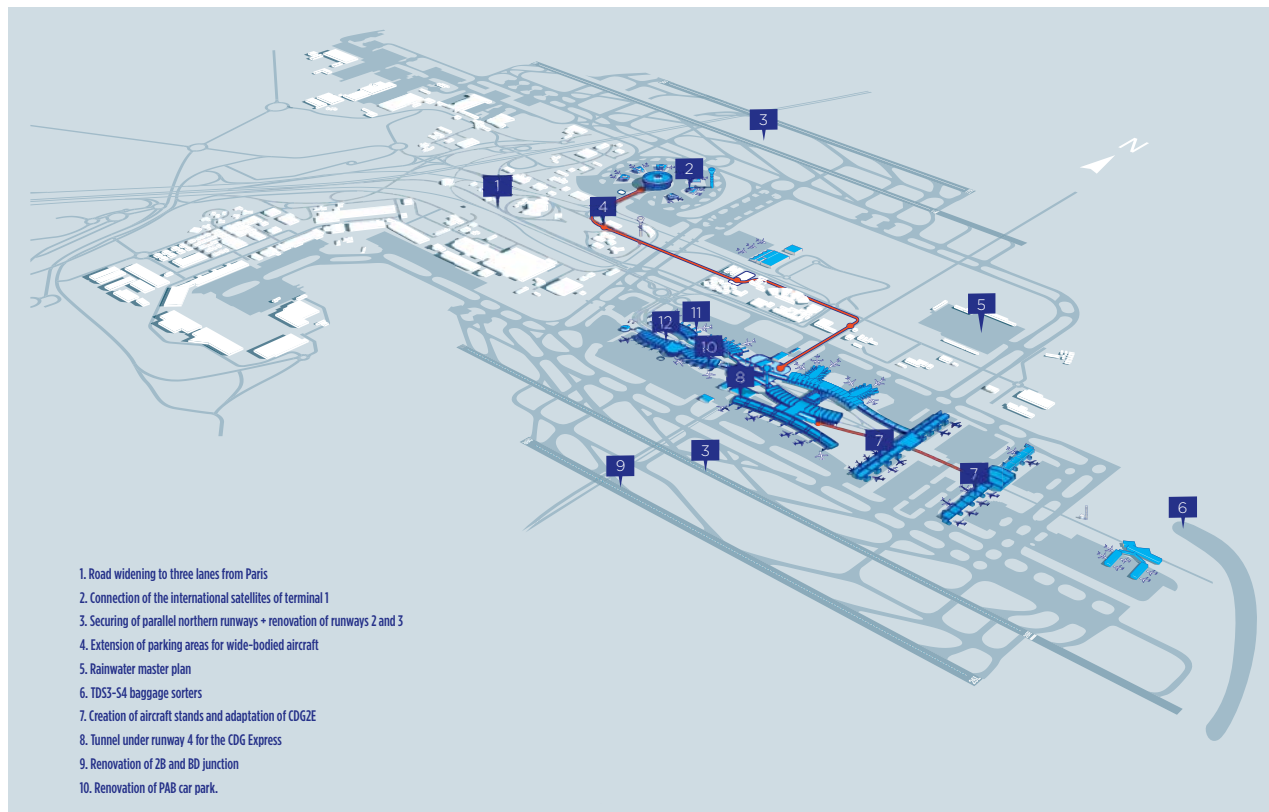 3
N
2
1
4
5
11
12
10
8
7
3
9
7
6
1. Road widening to three lanes from Paris
2. Connection of the international satellites of terminal 1
3. Securing of parallel northern runways + renovation of runways 2 and 3
4. Extension of parking areas for wide-bodied aircraft
5. Rainwater master plan
6. TDS3-S4 baggage sorters
7. Creation of aircraft stands and adaptation of CDG2E
8. Tunnel under runway 4 for the CDG Express
9. Renovation of 2B and BD junction
10. Renovation of PAB car park.